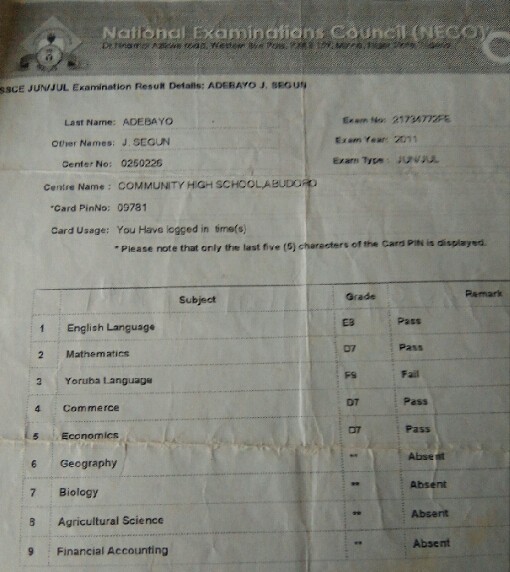 National Examinations Council (NECO)
SSCE JUN/JUL Examination Result Details: ADEBAYO J. SEGUN
Last Name: ADEBAYO Exam No: 21734772FE
Other Names: J. SEGUN Exam Year: 2011
Center No: 0250226 Exam Type: JUN/JUL
Centre Name : COMMUNITY HIGH SCHOOL,
*Card PinNo: 09781
Card Usage: You Have logged in time(s)
* Please note that only the last five (5) characters of the Card PIN is displayed.
Subject Grade Remark
1 English Language E8 Pass
2 Mathematics D7 Pass
3 Yoruba Language F9 Fail
4 Commerce D7 Pass
5 Economics D7 Pass
6 Geography ** Absent
7 Biology ** Absent
8 Agricultural Science ** Absent
9 Financial Accounting ** Absent